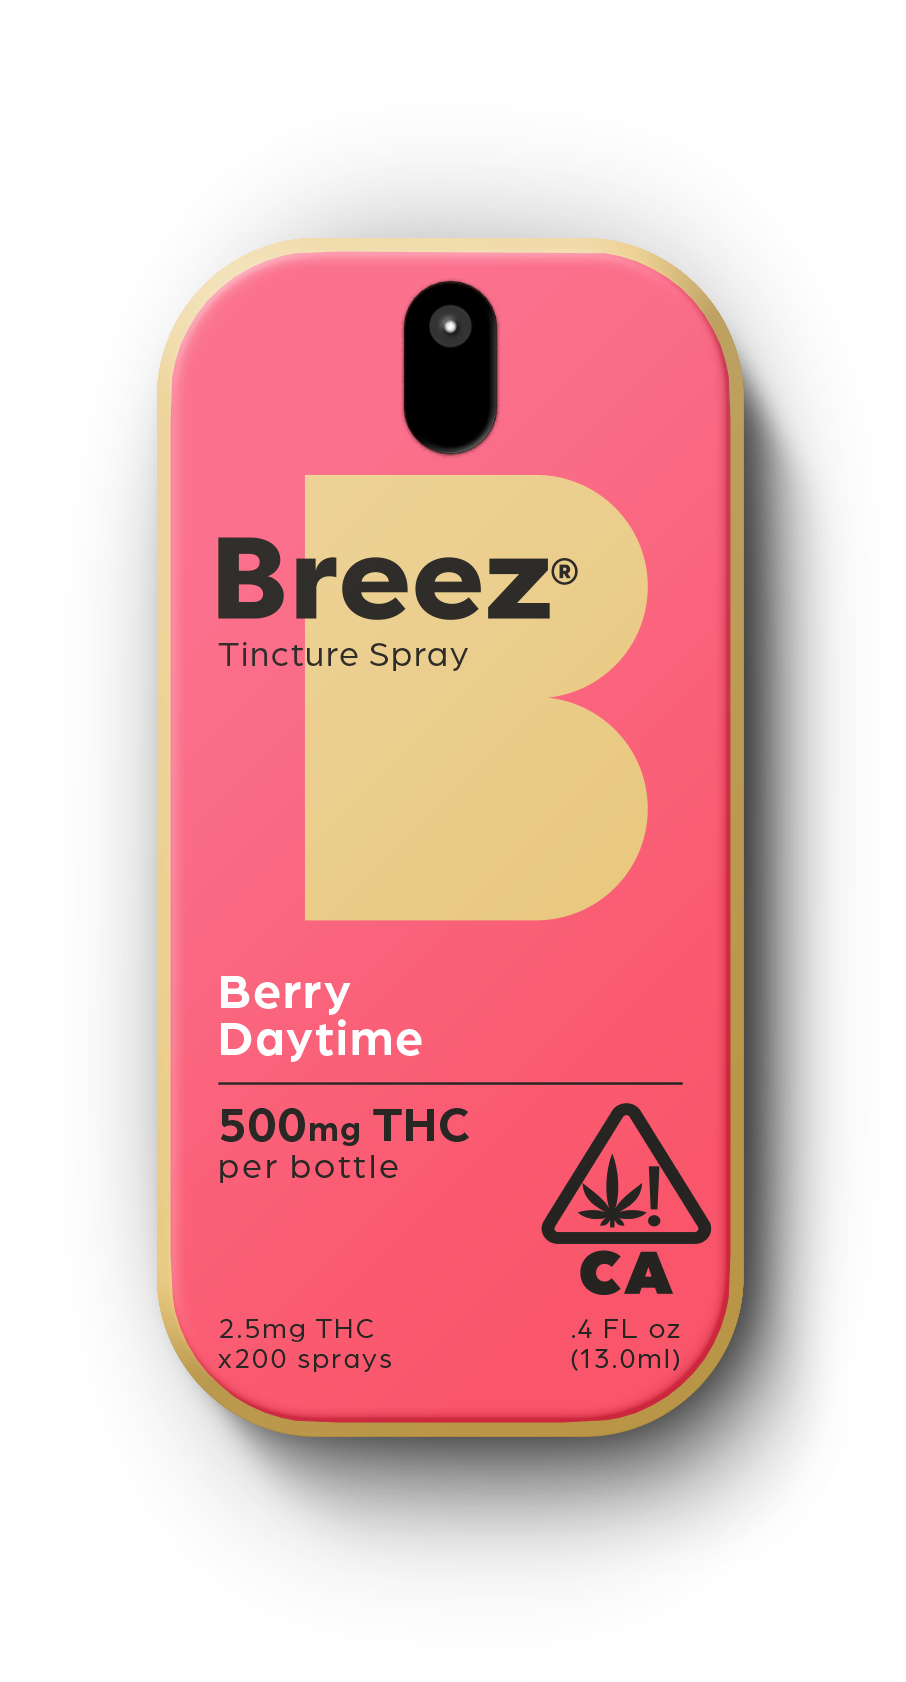 Breez®
Tincture Spray
Berry
Daytime
500mg THC
per bottle
!
CA
2.5mg THC
x200 sprays
.4 FL oz
(13.0ml)